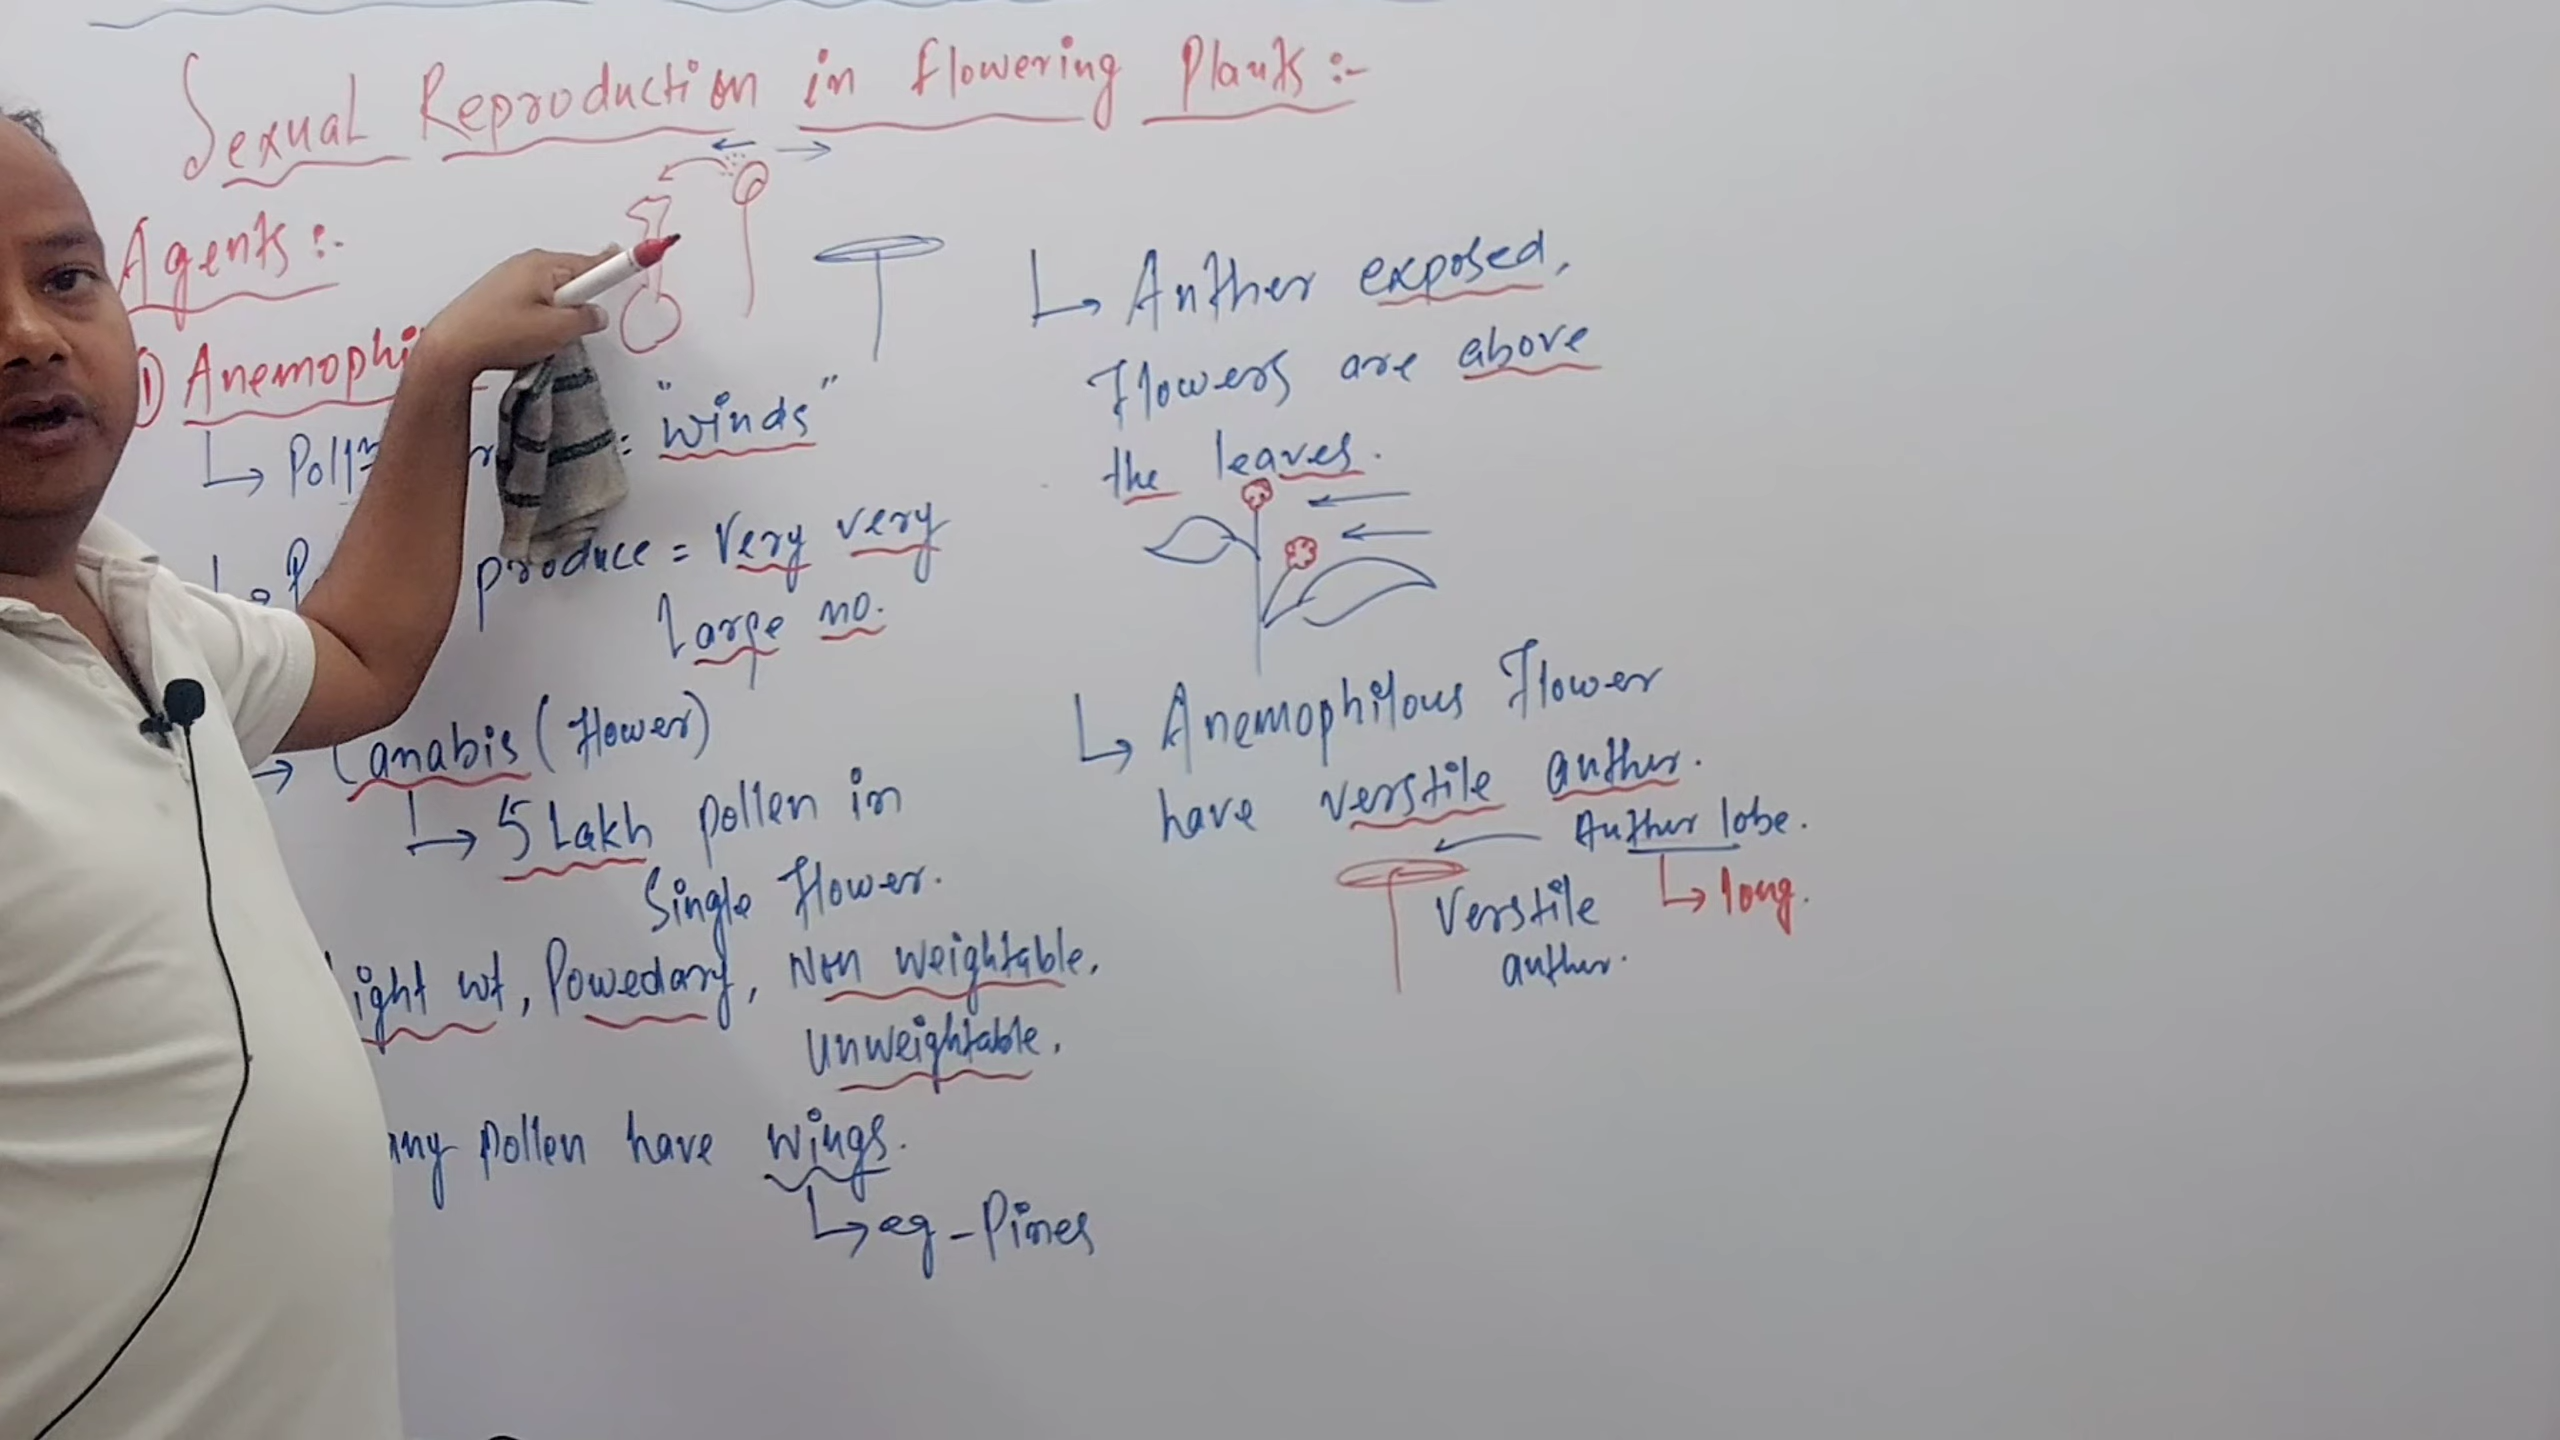 Sexual Reproduction in flowering Plants :-
Agents :-
① Anemophi
↳ Poll = "winds"
produce = Very very
Large no.
→ Canabis (flower)
↳ 5 Lakh pollen in
Single flower.
ight wt, Powedary, Non weightable,
Unweightable,
any pollen have wings.
↳ eg - Pines
↳ Anther exposed,
Flowers are above
the leaves.
↳ Anemophilous Flower
have verstile anther.
Anther lobe.
↳ long.
Verstile
anther.